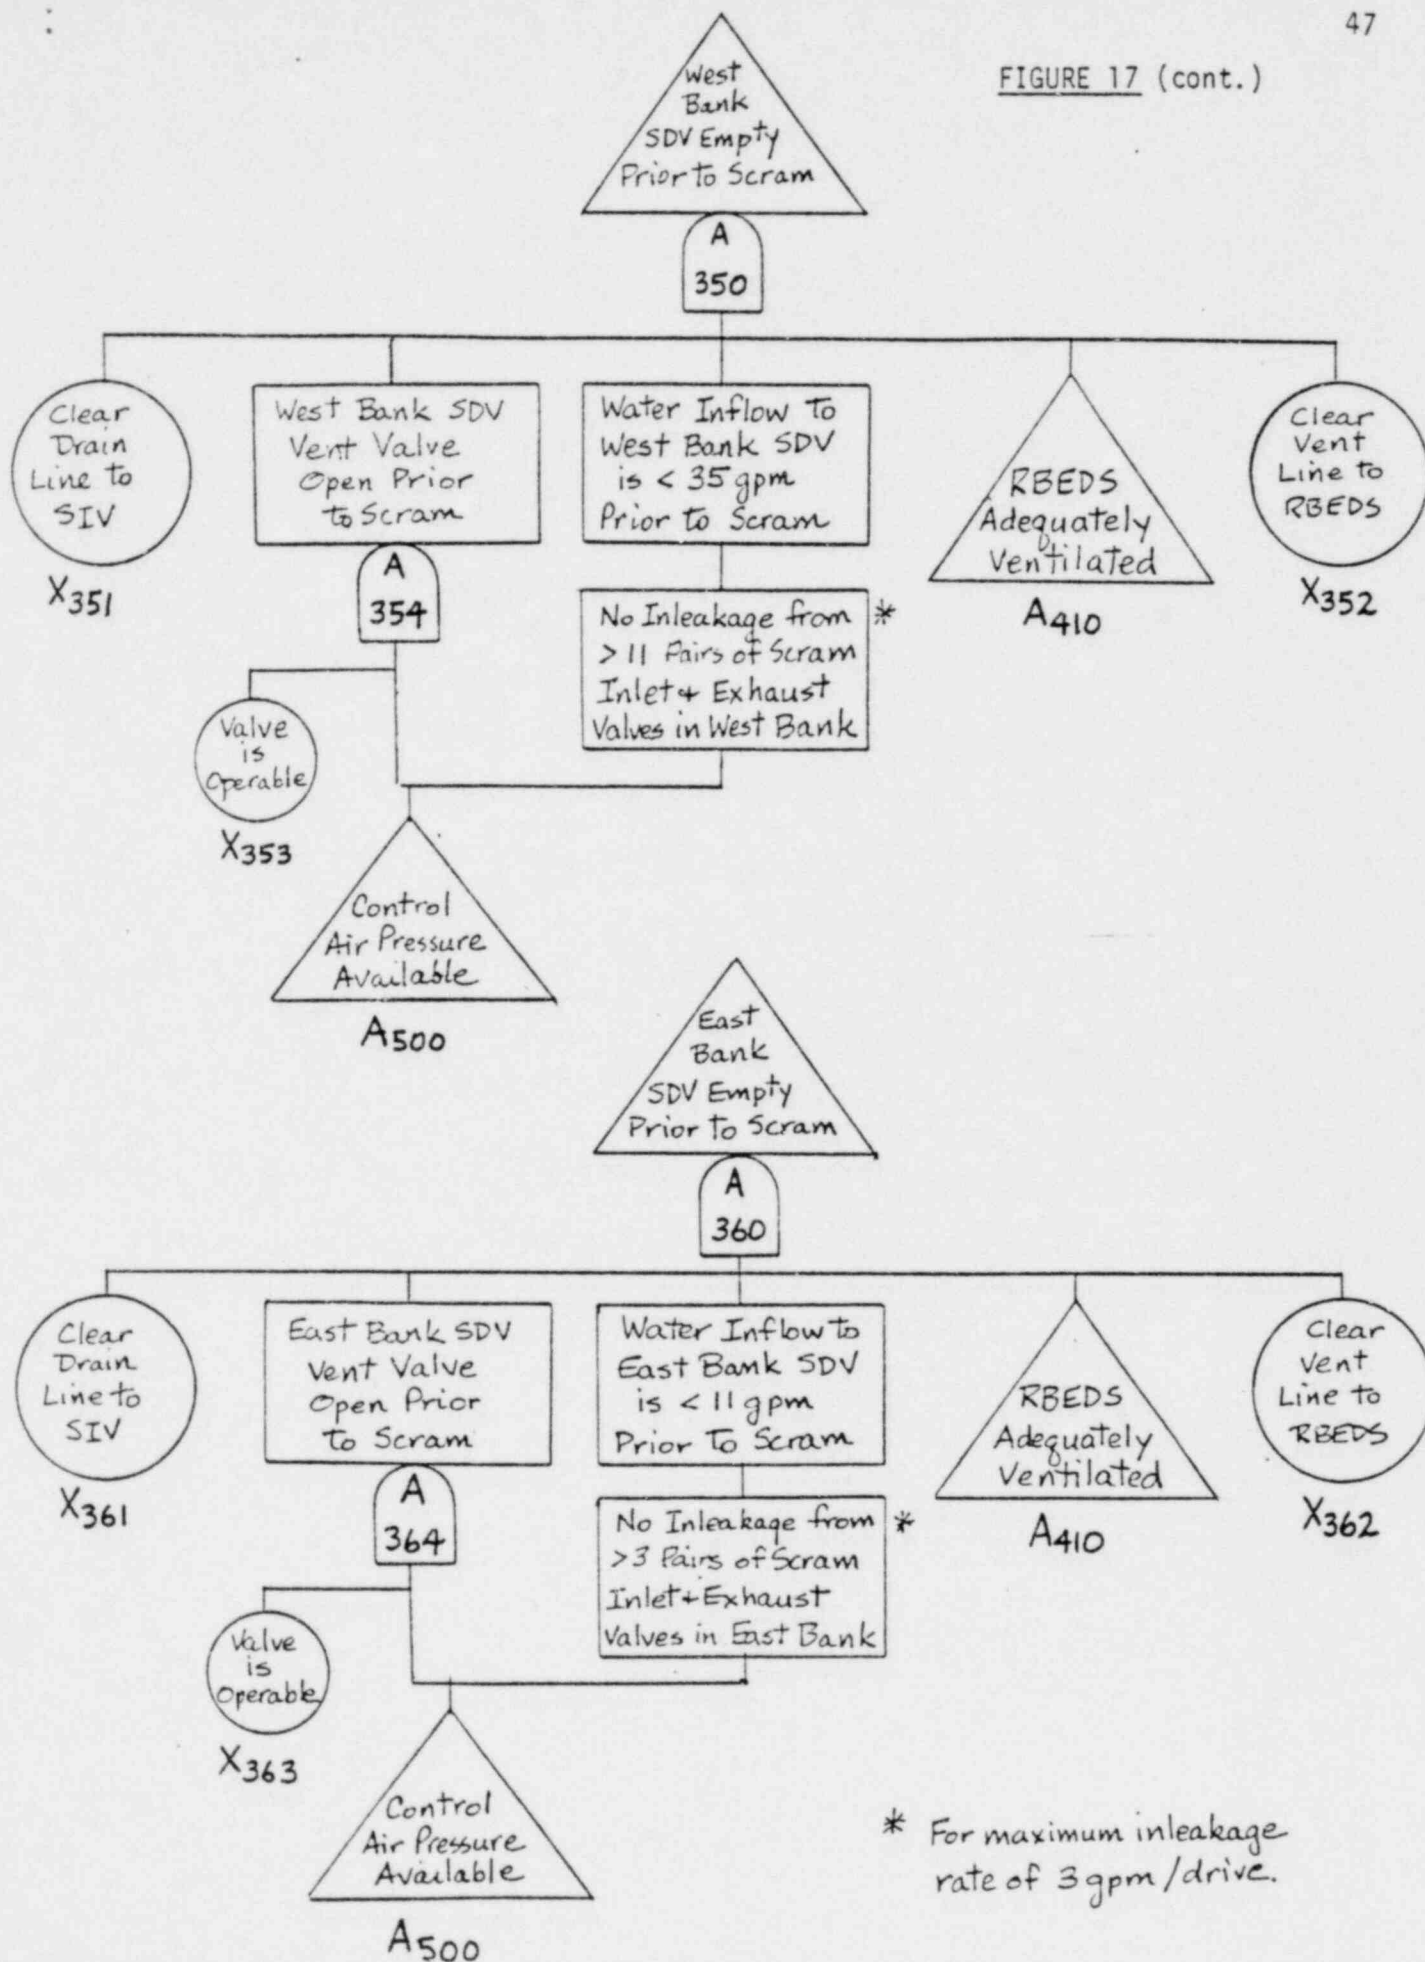 47
FIGURE 17 (cont.)
West
Bank
SDV Empty
Prior to Scram
A
350
Clear
Drain
Line to
SIV
X351
West Bank SDV
Vent Valve
Open Prior
to Scram
A
354
Valve
is
Operable
X353
Water Inflow to
West Bank SDV
is < 35 gpm
Prior to Scram
No Inleakage from *
> 11 Pairs of Scram
Inlet + Exhaust
Valves in West Bank
RBEDS
Adequately
Ventilated
A410
Clear
Vent
Line to
RBEDS
X352
Control
Air Pressure
Available
A500
East
Bank
SDV Empty
Prior to Scram
A
360
Clear
Drain
Line to
SIV
X361
East Bank SDV
Vent Valve
Open Prior
to Scram
A
364
Valve
is
Operable
X363
Water Inflow to
East Bank SDV
is < 11 gpm
Prior To Scram
No Inleakage from *
> 3 Pairs of Scram
Inlet + Exhaust
Valves in East Bank
RBEDS
Adequately
Ventilated
A410
Clear
Vent
Line to
RBEDS
X362
Control
Air Pressure
Available
A500
* For maximum inleakage
rate of 3 gpm / drive.